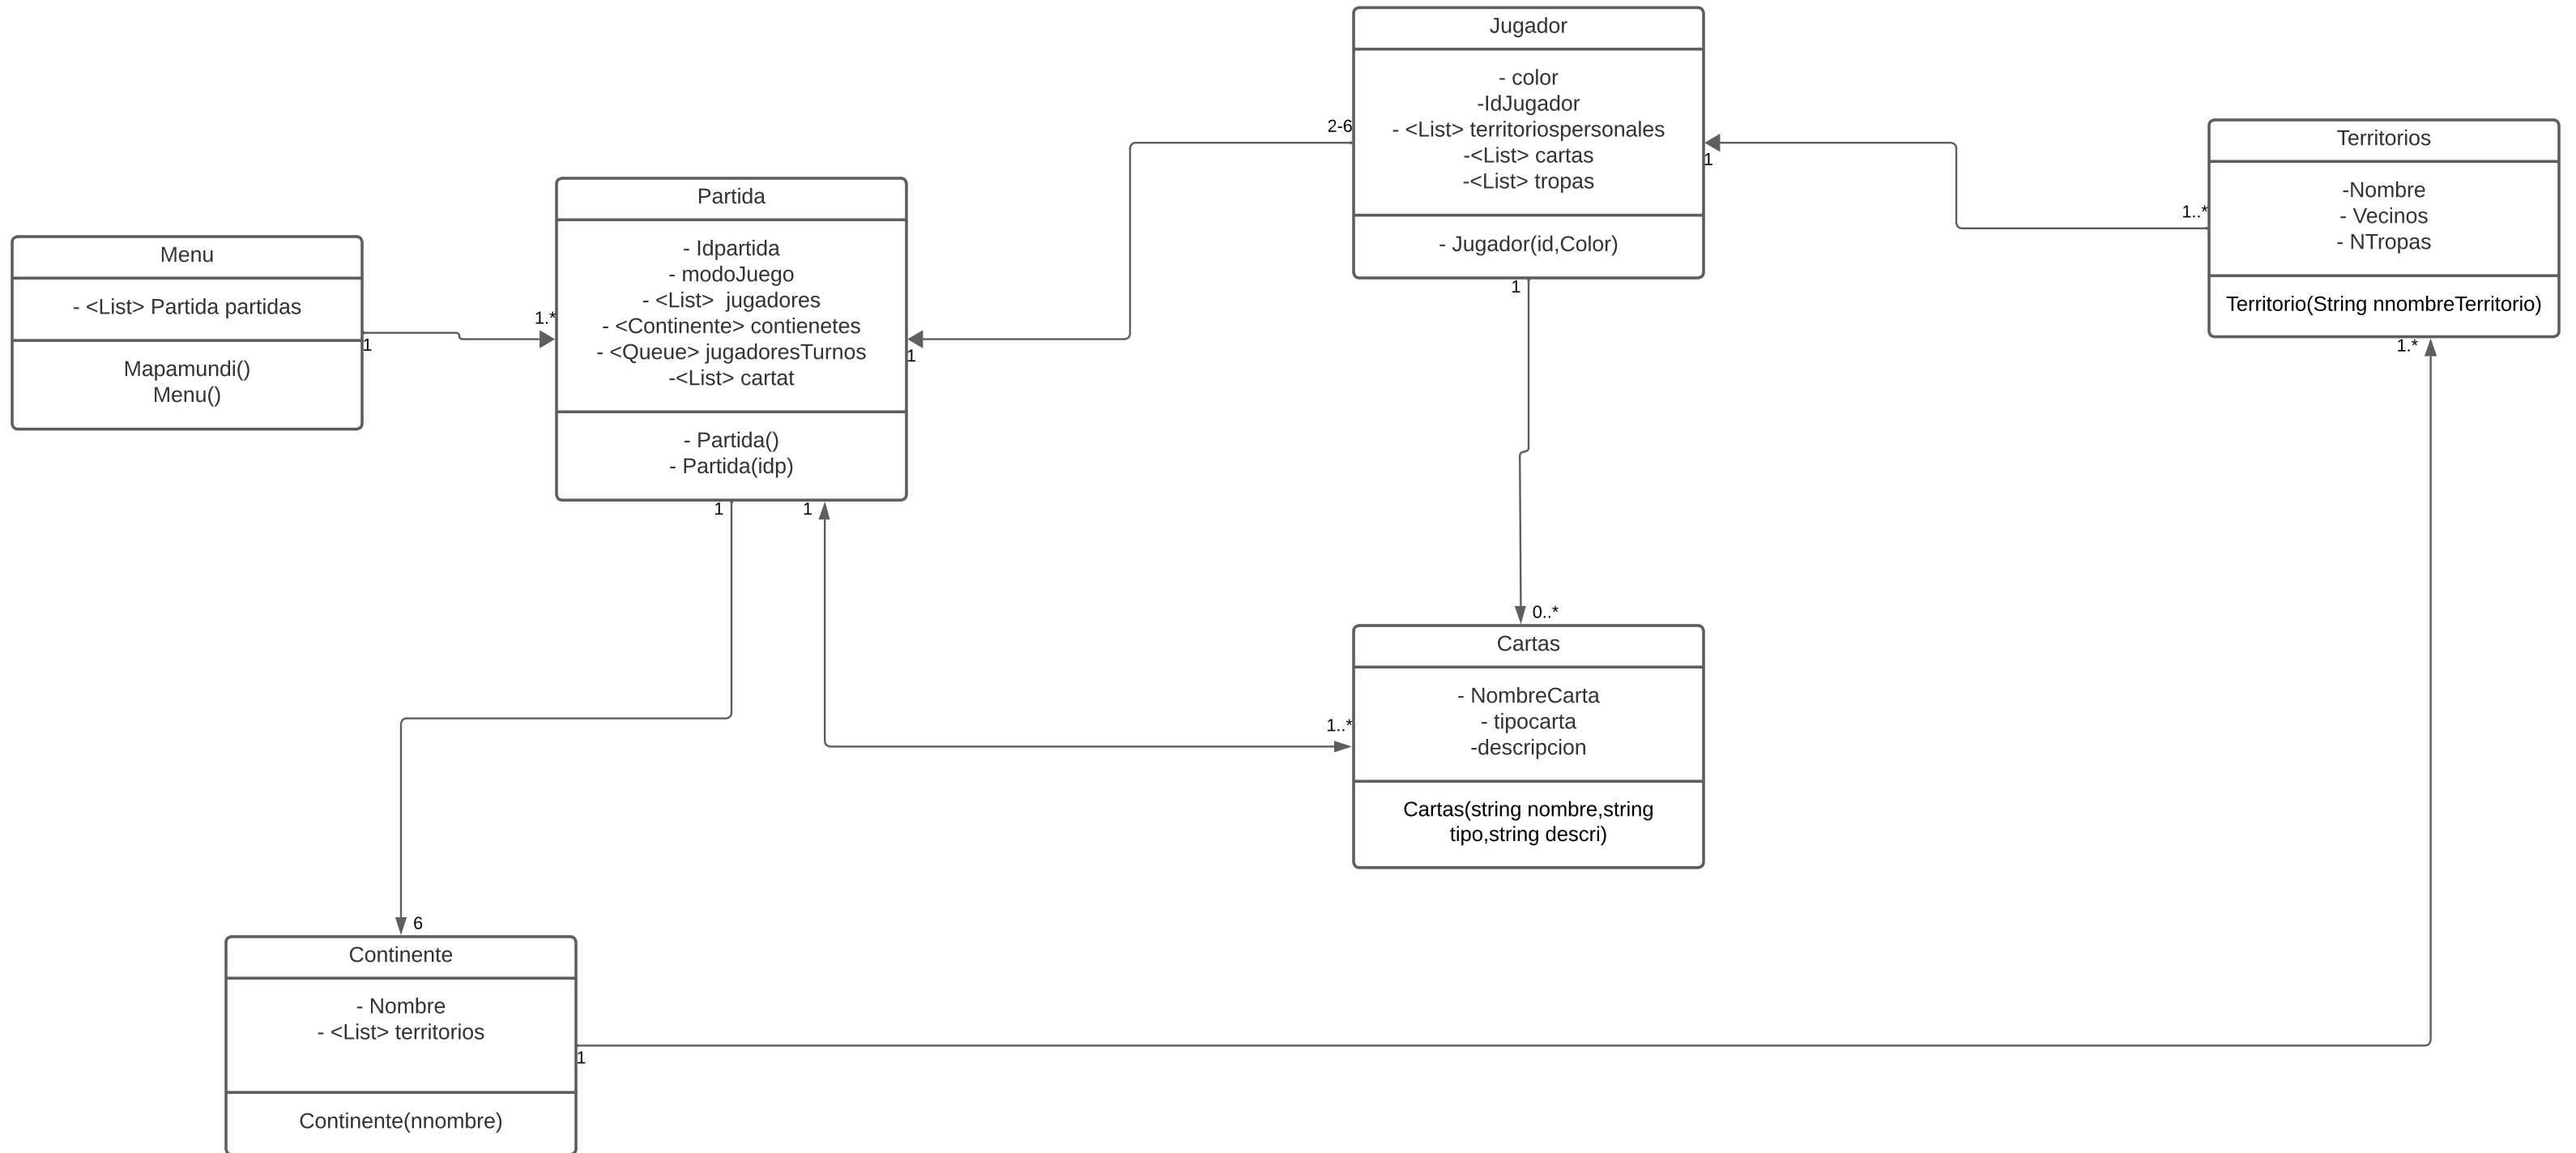 Menu
- <List> Partida partidas
Mapamundi()
Menu()
1
1.*
Partida
- Idpartida
- modoJuego
- <List>  jugadores
- <Continente> contienetes
- <Queue> jugadoresTurnos
-<List> cartat
- Partida()
- Partida(idp)
1
1
1
2-6
Jugador
- color
-IdJugador
- <List> territoriospersonales
-<List> cartas
-<List> tropas
- Jugador(id,Color)
1
1
1..*
Territorios
-Nombre
- Vecinos
- NTropas
Territorio(String nnombreTerritorio)
1.*
0..*
1..*
Cartas
- NombreCarta
- tipocarta
-descripcion
Cartas(string nombre,string
tipo,string descri)
6
Continente
- Nombre
- <List> territorios
Continente(nnombre)
1